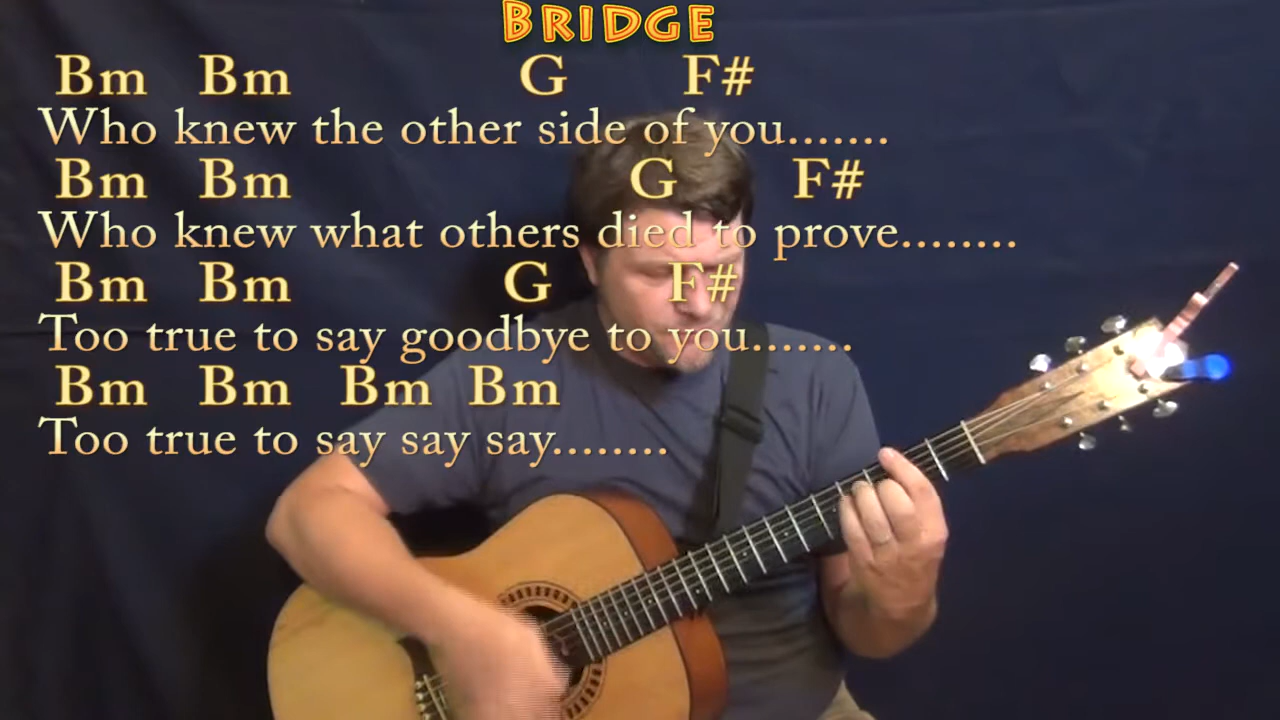 BRIDGE
Bm Bm G F#
Who knew the other side of you.......
Bm Bm G F#
Who knew what others died to prove........
Bm Bm G F#
Too true to say goodbye to you.......
Bm Bm Bm Bm
Too true to say say say........